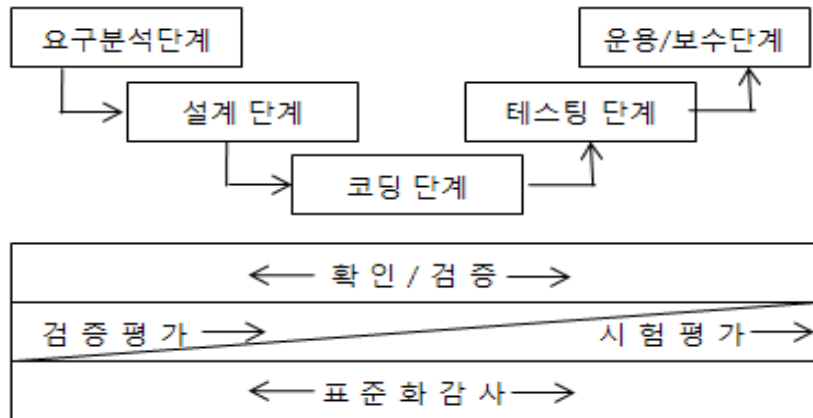 요구분석단계
운용/보수단계
설계 단계
테스팅 단계
코딩 단계
확 인 / 검 증
검 증 평 가
시 험 평 가
표 준 화 감 사